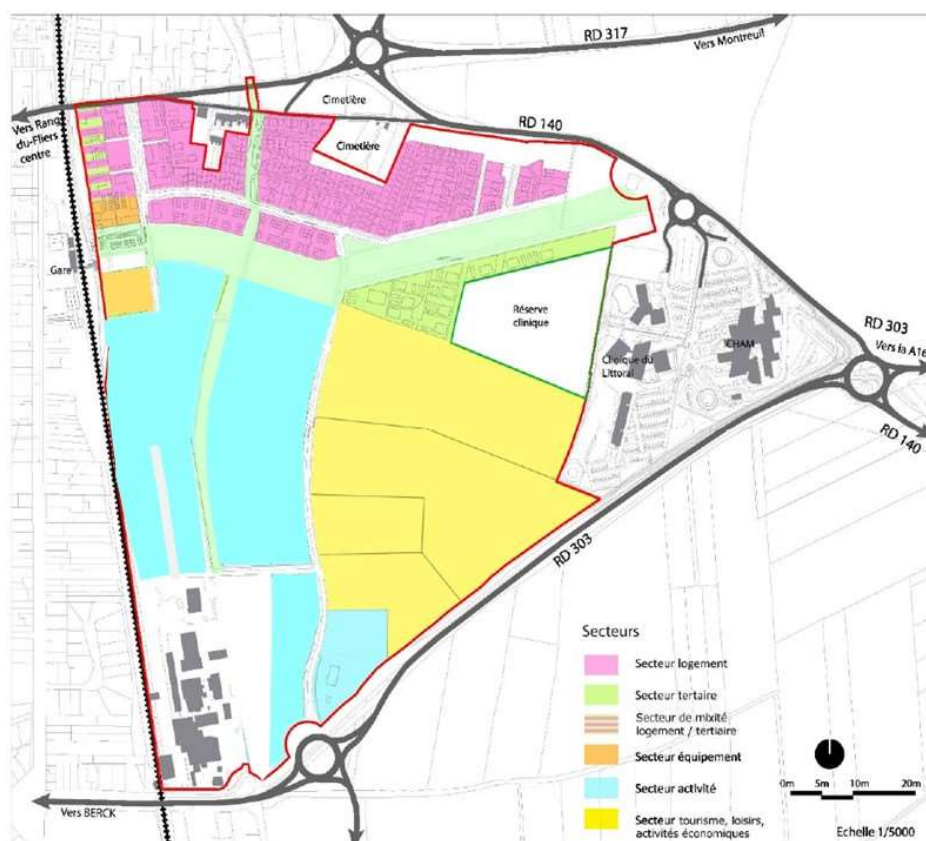 RD 317
Vers Montreuil
Cimetière
Vers Rang
du-Fliers
centre
Cimetière
RD 140
Gare
Réserve
clinique
RD 303
Vers la A16
Clinique du
Littoral
ICHAM
RD 140
RD 303
Secteurs
Secteur logement
Secteur tertaire
Secteur de mixité
logement / tertiaire
Secteur équipement
Secteur activité
Secteur tourisme, loisirs,
activités économiques
0m 5m 10m 20m
Echelle 1/5000
Vers BERCK